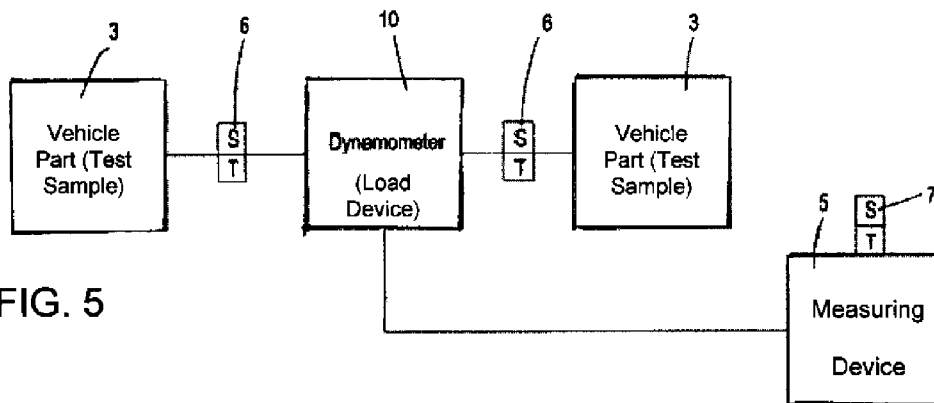 3
6
10
6
3
Vehicle
Part (Test
Sample)
S
T
Dynamometer
(Load
Device)
S
T
Vehicle
Part (Test
Sample)
5
S
T
7
FIG. 5
Measuring
Device